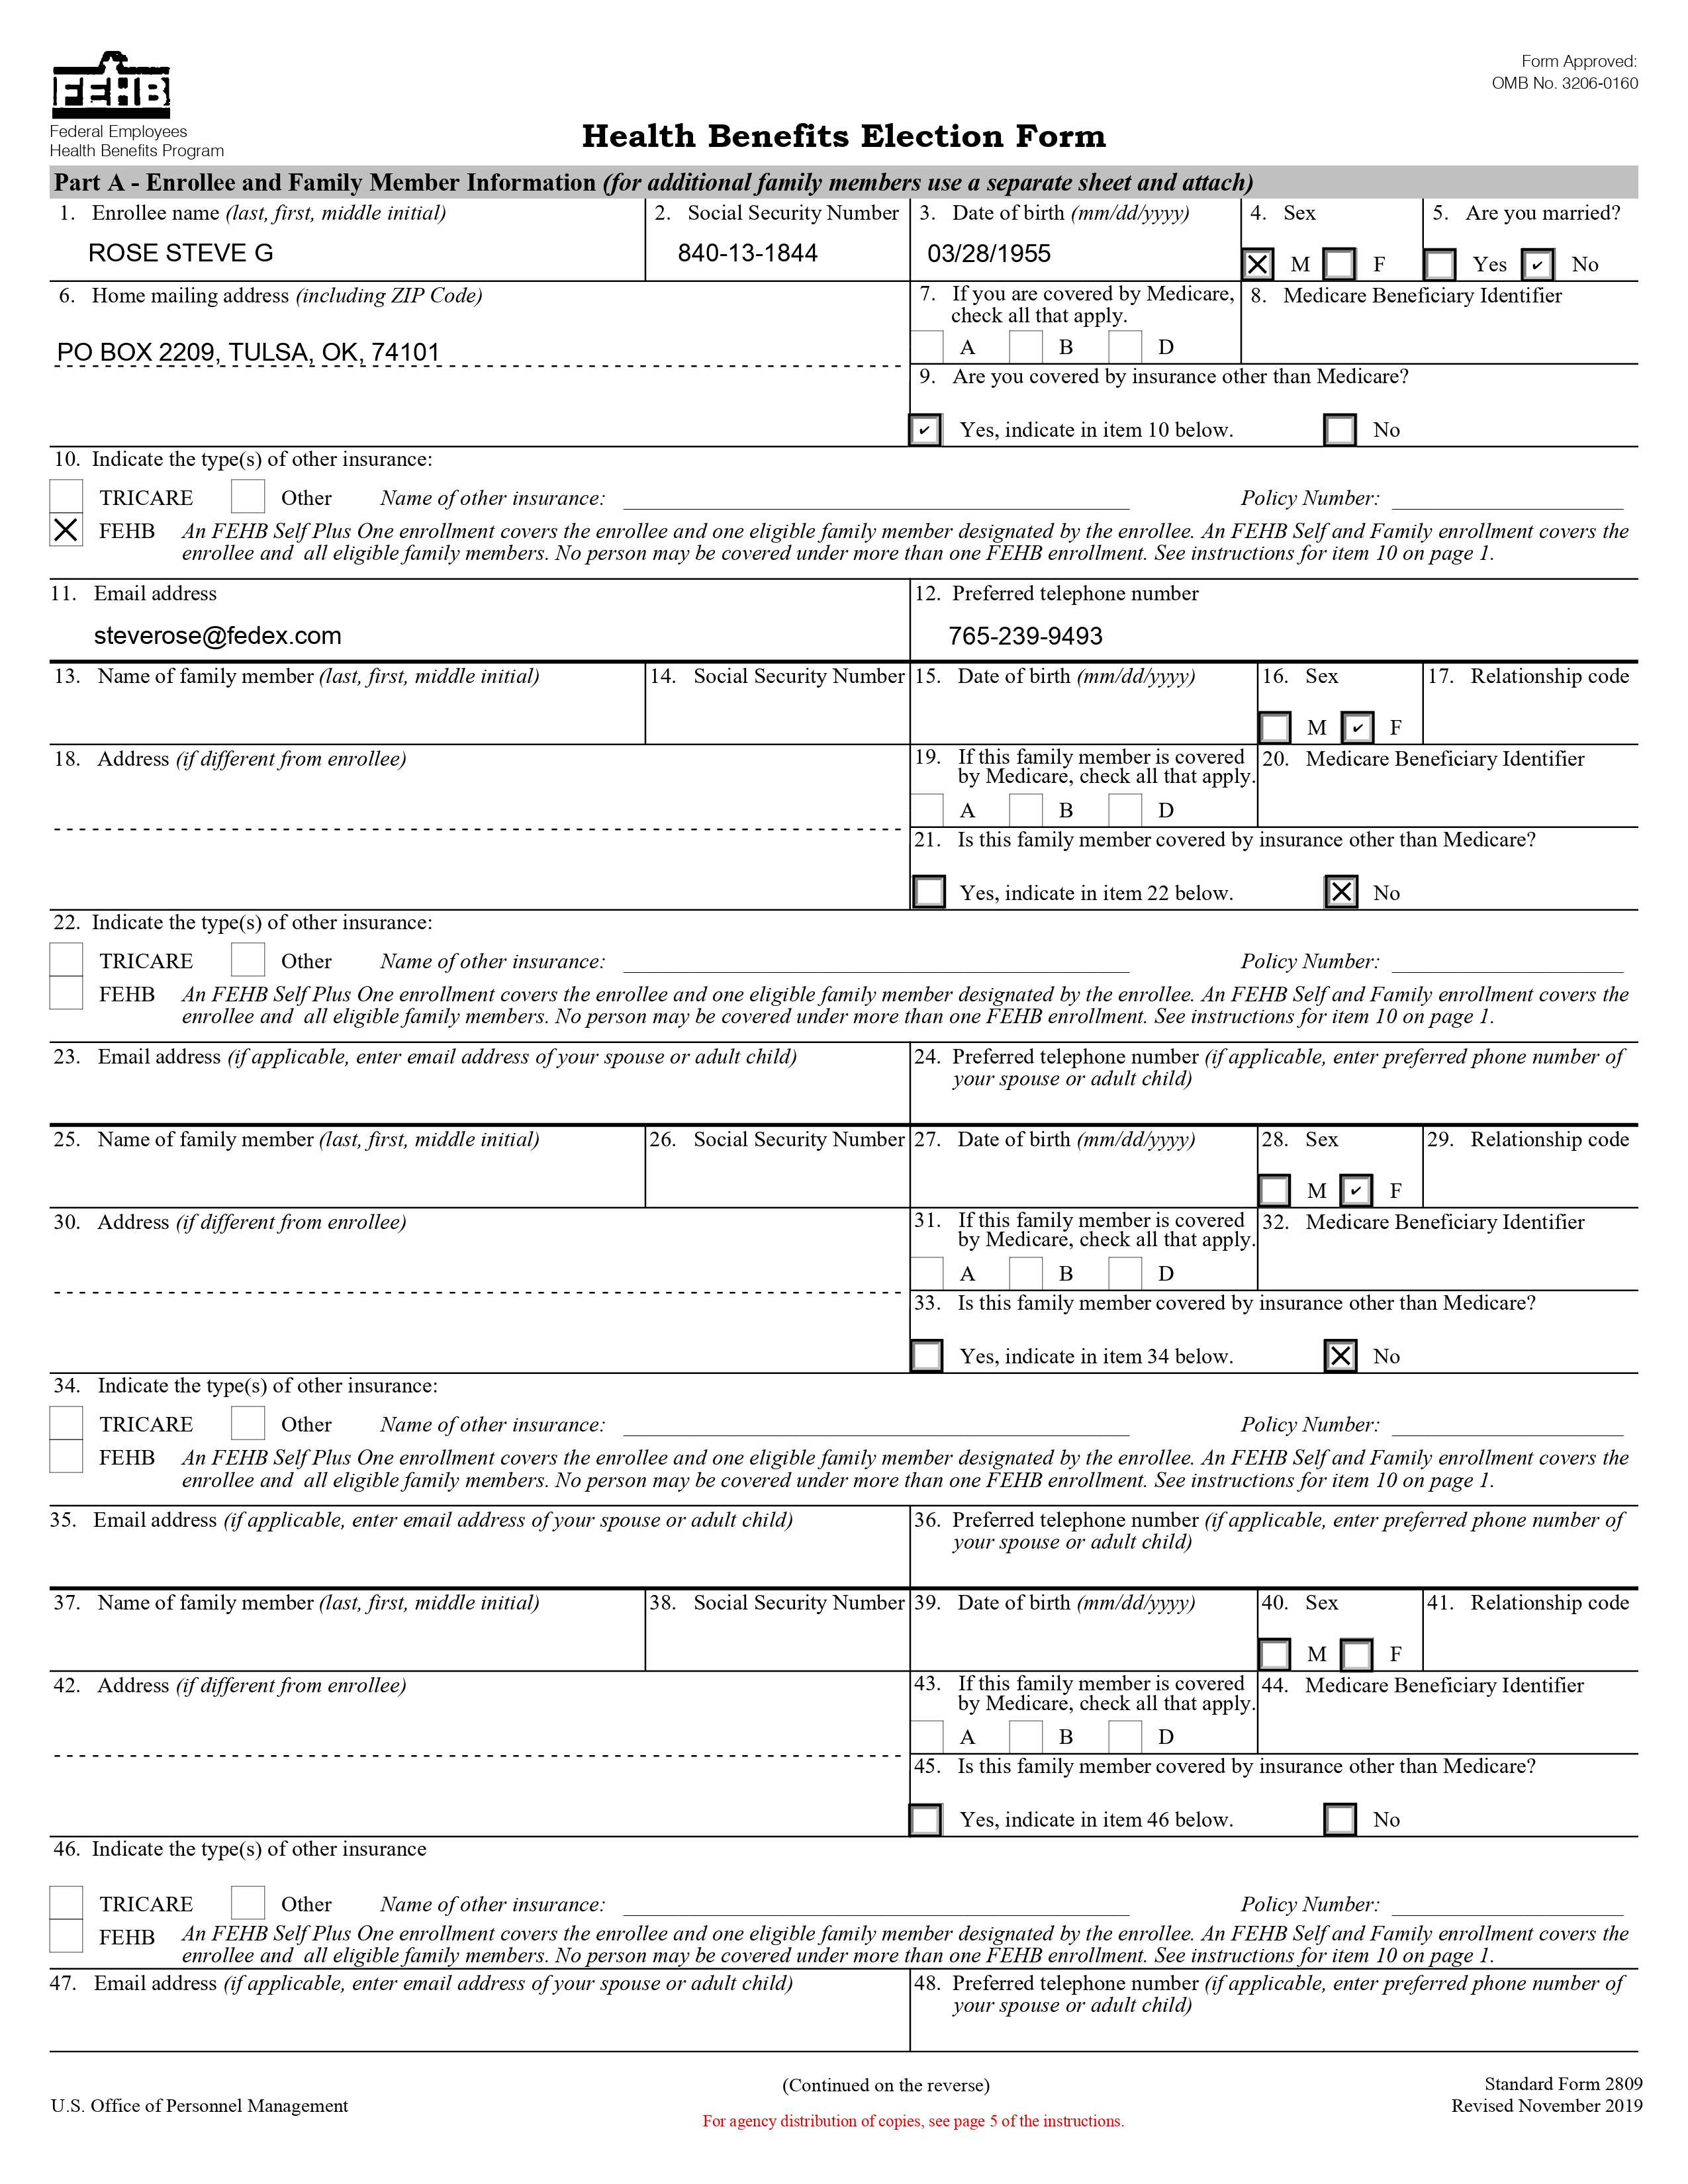 Form Approved:
OMB No. 3206-0160
FEHB
Federal Employees
Health Benefits Program
Health Benefits Election Form
Part A - Enrollee and Family Member Information (for additional family members use a separate sheet and attach)
1. Enrollee name (last, first, middle initial)
ROSE STEVE G
2. Social Security Number
840-13-1844
3. Date of birth (mm/dd/yyyy)
03/28/1955
4. Sex
M F
5. Are you married?
Yes No
6. Home mailing address (including ZIP Code)
PO BOX 2209, TULSA, OK, 74101
7. If you are covered by Medicare,
check all that apply.
A B D
8. Medicare Beneficiary Identifier
9. Are you covered by insurance other than Medicare?
Yes, indicate in item 10 below. No
10. Indicate the type(s) of other insurance:
TRICARE Other Name of other insurance: Policy Number:
FEHB An FEHB Self Plus One enrollment covers the enrollee and one eligible family member designated by the enrollee. An FEHB Self and Family enrollment covers the
enrollee and all eligible family members. No person may be covered under more than one FEHB enrollment. See instructions for item 10 on page 1.
11. Email address
steverose@fedex.com
12. Preferred telephone number
765-239-9493
13. Name of family member (last, first, middle initial)
14. Social Security Number
15. Date of birth (mm/dd/yyyy)
16. Sex
M F
17. Relationship code
18. Address (if different from enrollee)
19. If this family member is covered
by Medicare, check all that apply.
A B D
20. Medicare Beneficiary Identifier
21. Is this family member covered by insurance other than Medicare?
Yes, indicate in item 22 below. No
22. Indicate the type(s) of other insurance:
TRICARE Other Name of other insurance: Policy Number:
FEHB An FEHB Self Plus One enrollment covers the enrollee and one eligible family member designated by the enrollee. An FEHB Self and Family enrollment covers the
enrollee and all eligible family members. No person may be covered under more than one FEHB enrollment. See instructions for item 10 on page 1.
23. Email address (if applicable, enter email address of your spouse or adult child)
24. Preferred telephone number (if applicable, enter preferred phone number of
your spouse or adult child)
25. Name of family member (last, first, middle initial)
26. Social Security Number
27. Date of birth (mm/dd/yyyy)
28. Sex
M F
29. Relationship code
30. Address (if different from enrollee)
31. If this family member is covered
by Medicare, check all that apply.
A B D
32. Medicare Beneficiary Identifier
33. Is this family member covered by insurance other than Medicare?
Yes, indicate in item 34 below. No
34. Indicate the type(s) of other insurance:
TRICARE Other Name of other insurance: Policy Number:
FEHB An FEHB Self Plus One enrollment covers the enrollee and one eligible family member designated by the enrollee. An FEHB Self and Family enrollment covers the
enrollee and all eligible family members. No person may be covered under more than one FEHB enrollment. See instructions for item 10 on page 1.
35. Email address (if applicable, enter email address of your spouse or adult child)
36. Preferred telephone number (if applicable, enter preferred phone number of
your spouse or adult child)
37. Name of family member (last, first, middle initial)
38. Social Security Number
39. Date of birth (mm/dd/yyyy)
40. Sex
M F
41. Relationship code
42. Address (if different from enrollee)
43. If this family member is covered
by Medicare, check all that apply.
A B D
44. Medicare Beneficiary Identifier
45. Is this family member covered by insurance other than Medicare?
Yes, indicate in item 46 below. No
46. Indicate the type(s) of other insurance
TRICARE Other Name of other insurance: Policy Number:
FEHB An FEHB Self Plus One enrollment covers the enrollee and one eligible family member designated by the enrollee. An FEHB Self and Family enrollment covers the
enrollee and all eligible family members. No person may be covered under more than one FEHB enrollment. See instructions for item 10 on page 1.
47. Email address (if applicable, enter email address of your spouse or adult child)
48. Preferred telephone number (if applicable, enter preferred phone number of
your spouse or adult child)
(Continued on the reverse)
Standard Form 2809
U.S. Office of Personnel Management
Revised November 2019
For agency distribution of copies, see page 5 of the instructions.